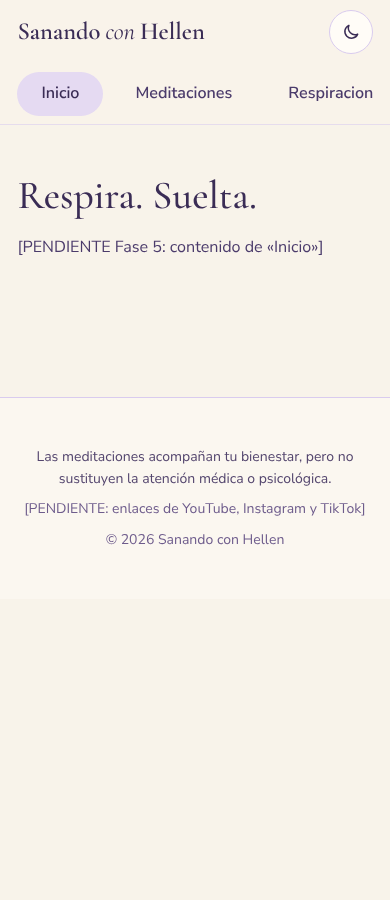 Sanando con Hellen
Inicio Meditaciones Respiracion
Respira. Suelta.
[PENDIENTE Fase 5: contenido de «Inicio»]
Las meditaciones acompañan tu bienestar, pero no
sustituyen la atención médica o psicológica.
[PENDIENTE: enlaces de YouTube, Instagram y TikTok]
© 2026 Sanando con Hellen